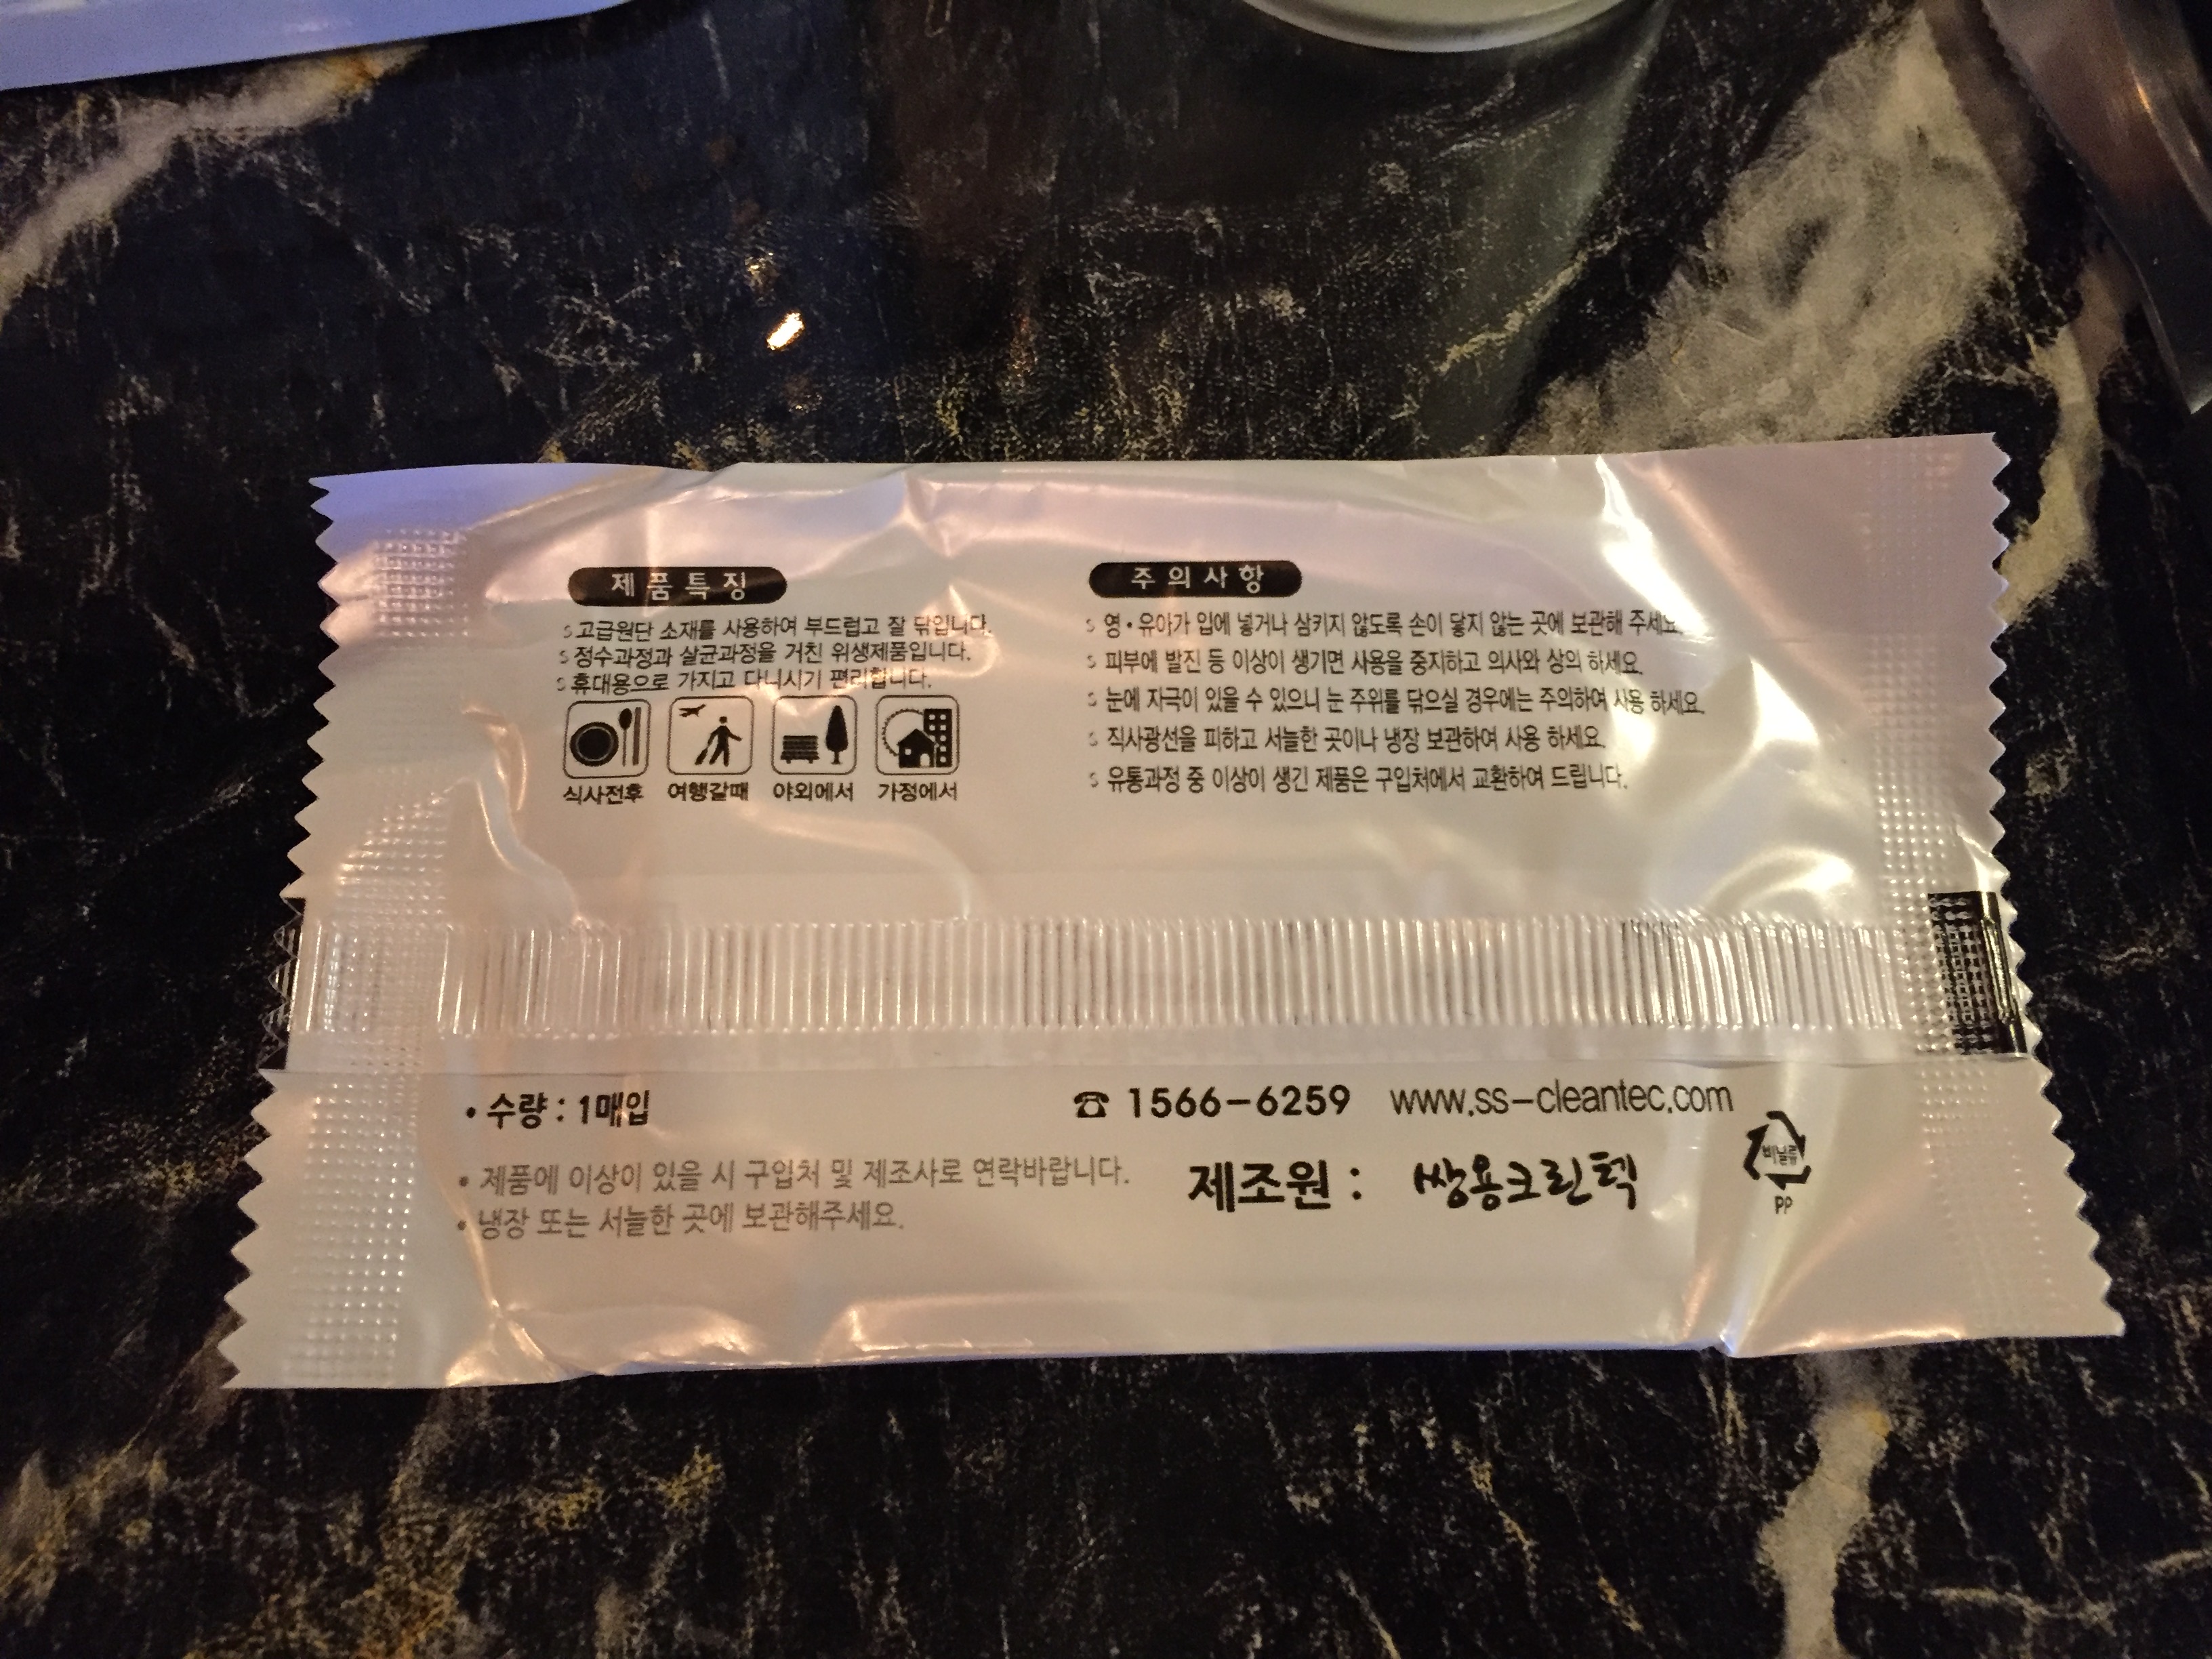 제품특징
고급원단 소재를 사용하여 부드럽고 잘 닦입니다.
정수과정과 살균과정을 거친 위생제품입니다.
휴대용으로 가지고 다니시기 편리합니다.
식사전후 여행갈때 야외에서 가정에서
주의사항
영·유아가 입에 넣거나 삼키지 않도록 손이 닿지 않는 곳에 보관해 주세요.
피부에 발진 등 이상이 생기면 사용을 중지하고 의사와 상의 하세요.
눈에 자극이 있을 수 있으니 눈 주위를 닦으실 경우에는 주의하여 사용 하세요.
직사광선을 피하고 서늘한 곳이나 냉장 보관하여 사용 하세요.
유통과정 중 이상이 생긴 제품은 구입처에서 교환하여 드립니다.
• 수량 : 1매입
☎ 1566-6259 www.ss-cleantec.com
• 제품에 이상이 있을 시 구입처 및 제조사로 연락바랍니다.
• 냉장 또는 서늘한 곳에 보관해주세요.
제조원 : 쌍용크린텍
비닐류
PP